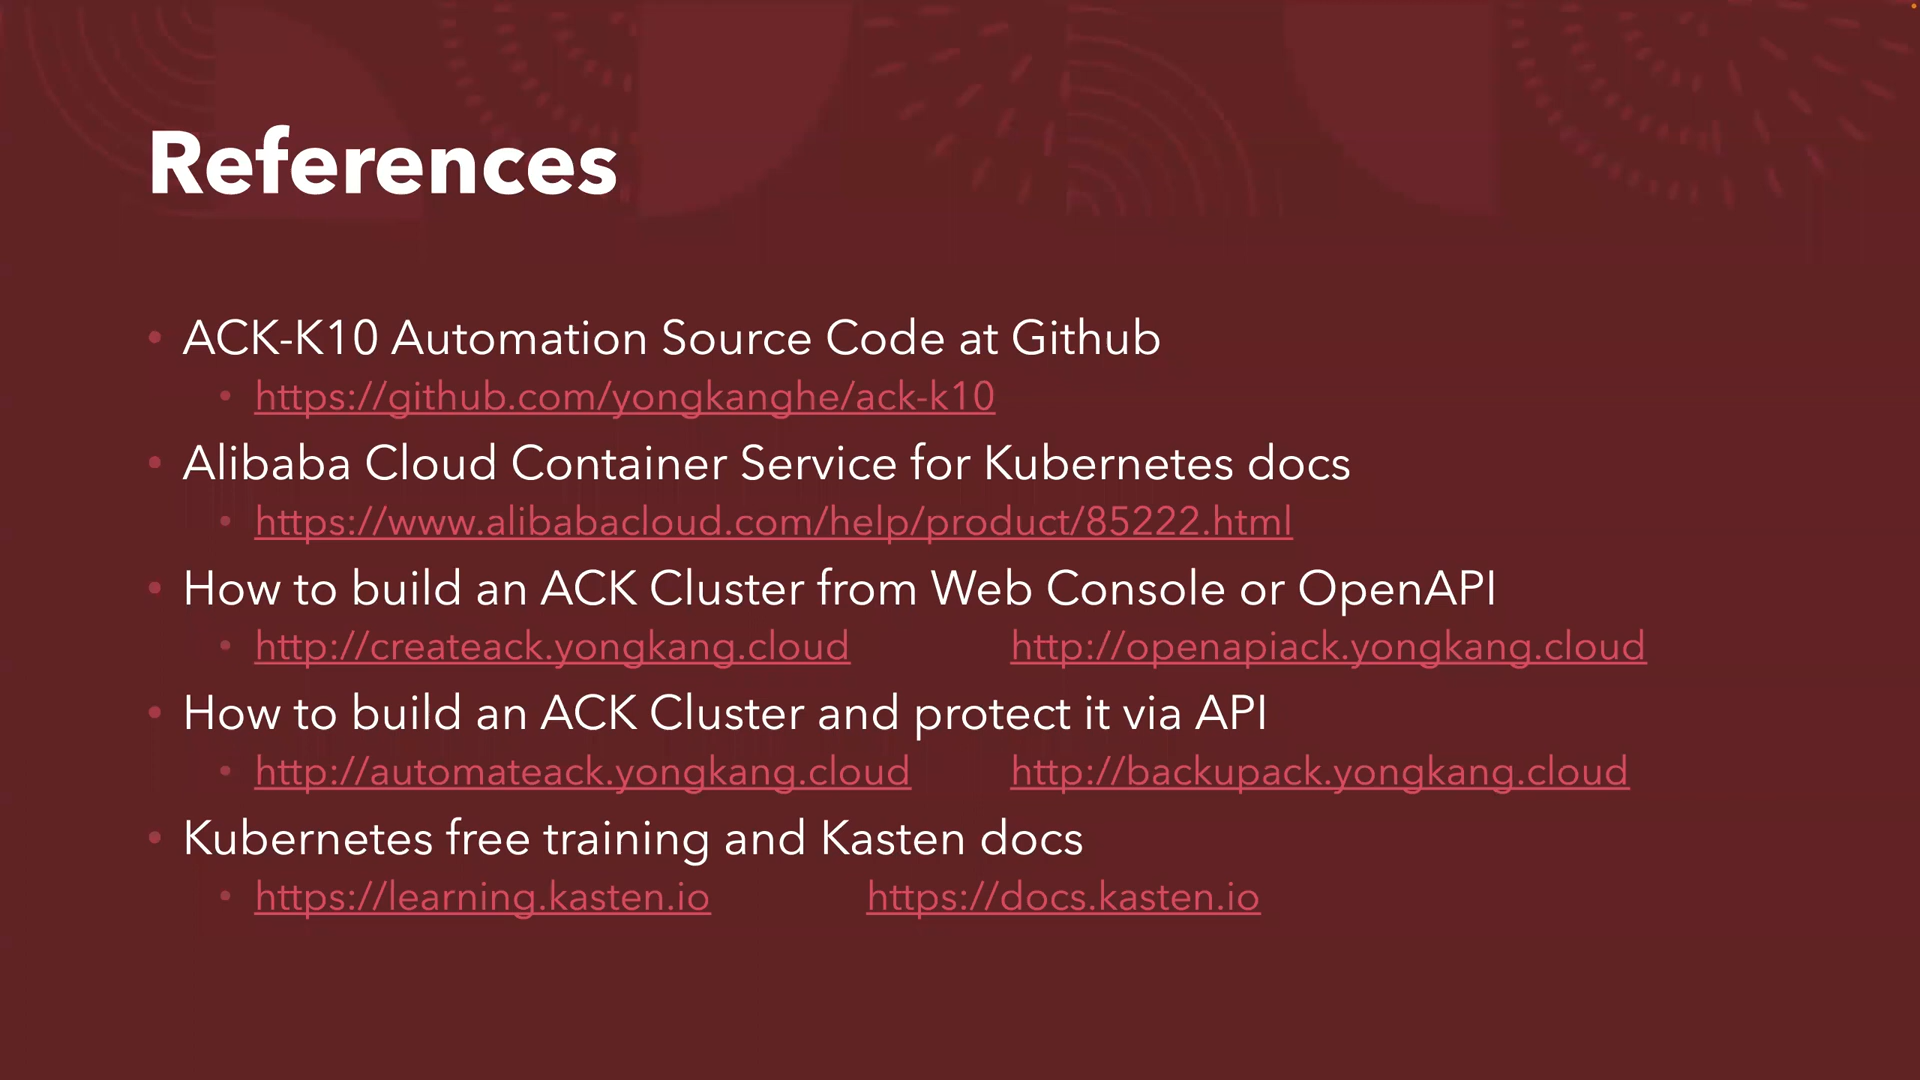 References
• ACK-K10 Automation Source Code at Github
• https://github.com/yongkanghe/ack-k10
• Alibaba Cloud Container Service for Kubernetes docs
• https://www.alibabacloud.com/help/product/85222.html
• How to build an ACK Cluster from Web Console or OpenAPI
• http://createack.yongkang.cloud http://openapiack.yongkang.cloud
• How to build an ACK Cluster and protect it via API
• http://automateack.yongkang.cloud http://backupack.yongkang.cloud
• Kubernetes free training and Kasten docs
• https://learning.kasten.io https://docs.kasten.io